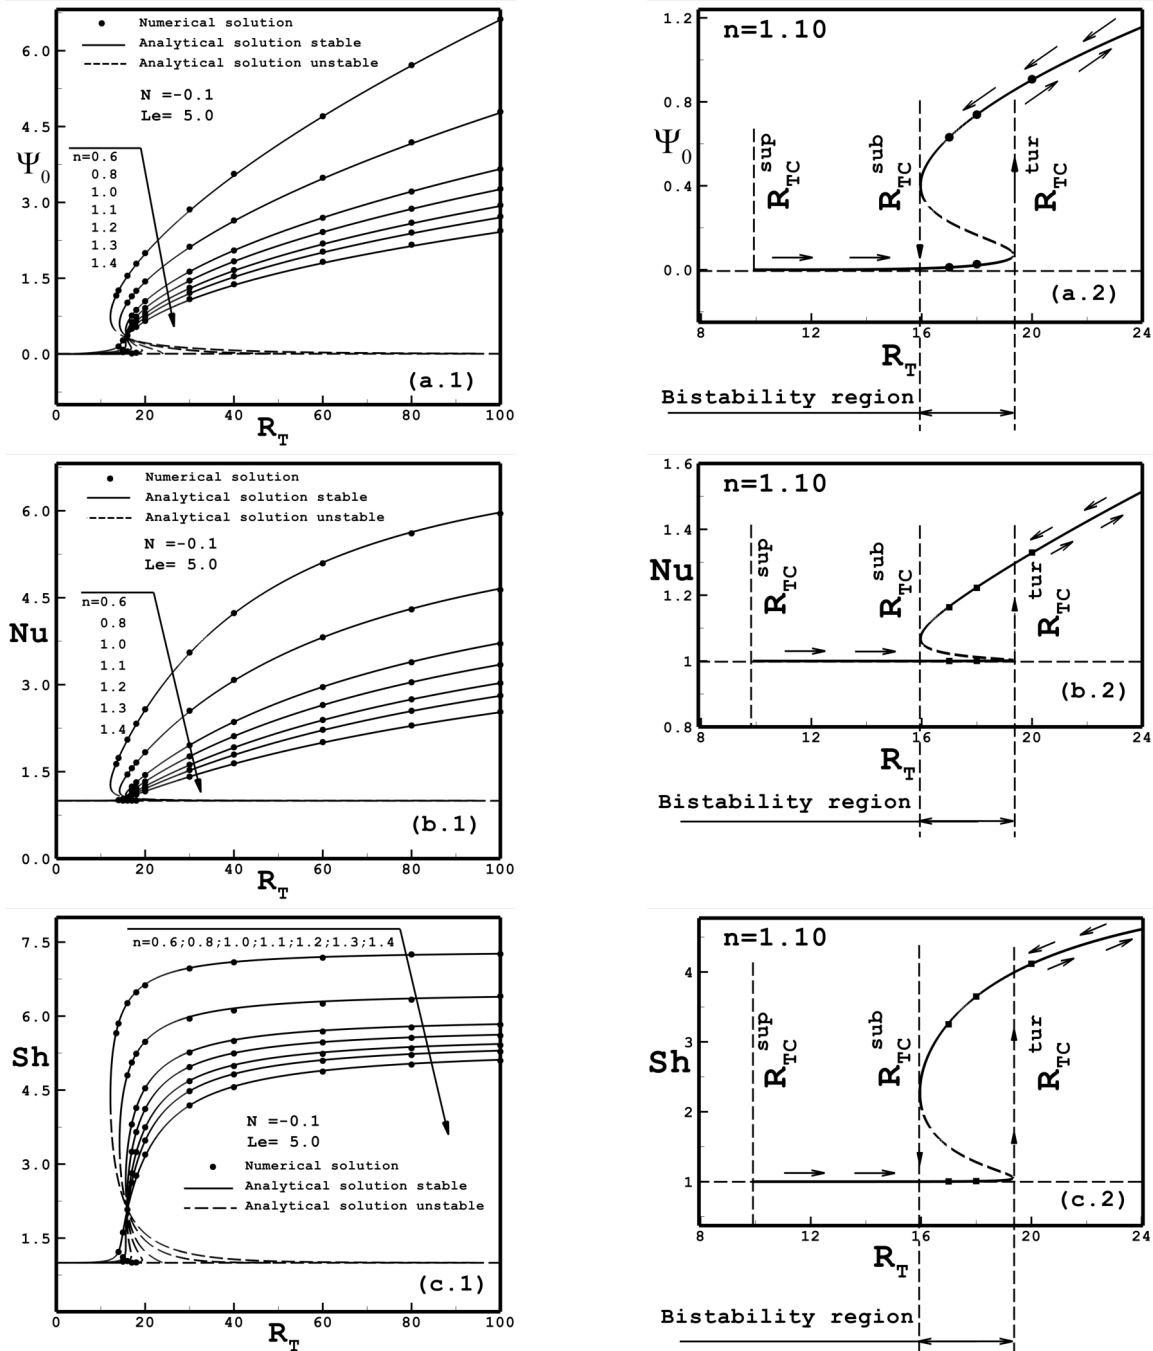 Numerical solution
Analytical solution stable
Analytical solution unstable
N =-0.1
Le= 5.0
n=0.6
0.8
1.0
1.1
1.2
1.3
1.4
6.0
4.5
3.0
1.5
0.0
Ψ0
(a.1)
0 20 40 60 80 100
RT
n=1.10
1.2
0.8
0.4
0.0
Ψ0
RTC sup
RTC sub
RTC tur
(a.2)
8 12 16 20 24
RT
Bistability region
Numerical solution
Analytical solution stable
Analytical solution unstable
N =-0.1
Le= 5.0
n=0.6
0.8
1.0
1.1
1.2
1.3
1.4
6.0
4.5
3.0
1.5
0.0
Nu
(b.1)
0 20 40 60 80 100
RT
n=1.10
1.6
1.4
1.2
1
0.8
Nu
RTC sup
RTC sub
RTC tur
(b.2)
8 12 16 20 24
RT
Bistability region
n=0.6;0.8;1.0;1.1;1.2;1.3;1.4
7.5
6.0
4.5
3.0
1.5
Sh
N =-0.1
Le= 5.0
Numerical solution
Analytical solution stable
Analytical solution unstable
(c.1)
0 20 40 60 80 100
RT
n=1.10
4
3
2
1
Sh
RTC sup
RTC sub
RTC tur
(c.2)
8 12 16 20 24
RT
Bistability region